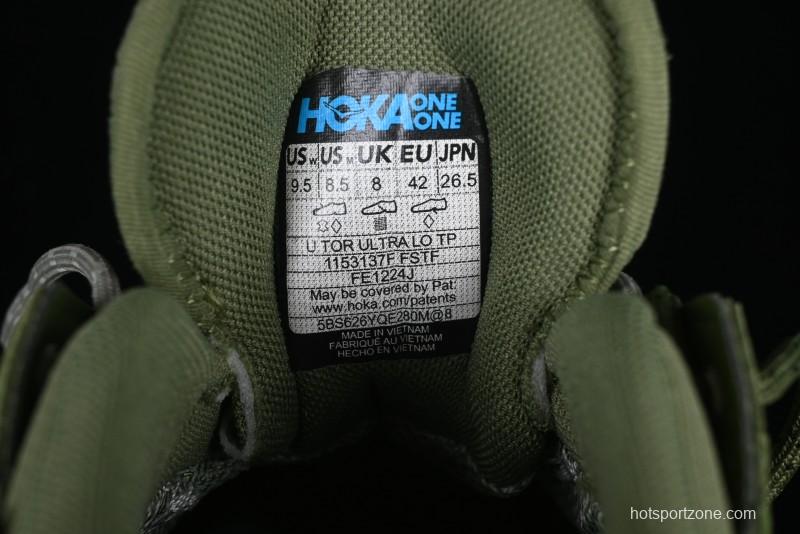 HOKA ONE ONE
US W US M UK EU JPN
9.5 8.5 8 42 26.5
U TOR ULTRA LO TP
1153137F FSTF
FE1224J
May be covered by Pat.
www.hoka.com/patents
5BS626YQE280M@8
MADE IN VIETNAM
FABRIQUÉ AU VIETNAM
HECHO EN VIETNAM
hotsportzone.com